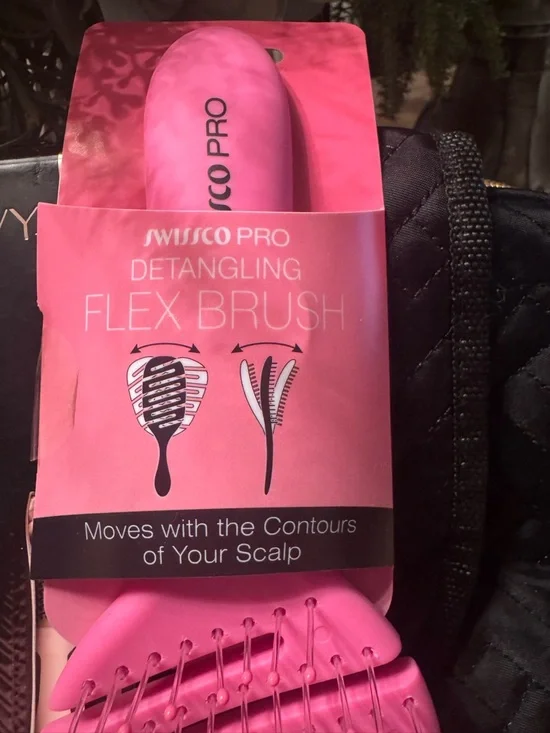 SCO PRO
SWISSCO PRO
DETANGLING
FLEX BRUSH
Moves with the Contours
of Your Scalp